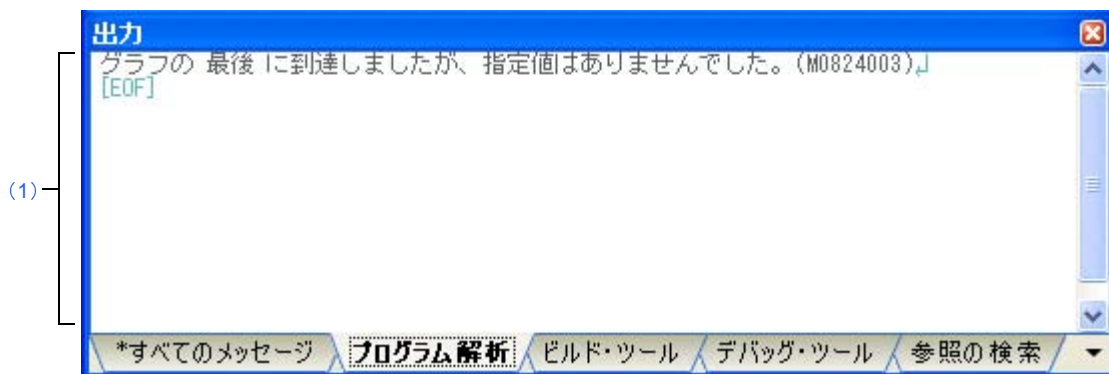 出力
グラフの 最後 に到達しましたが、指定値はありませんでした。(M0824003)↵
[EOF]
(1)
*すべてのメッセージ プログラム解析 ビルド・ツール デバッグ・ツール 参照の検索